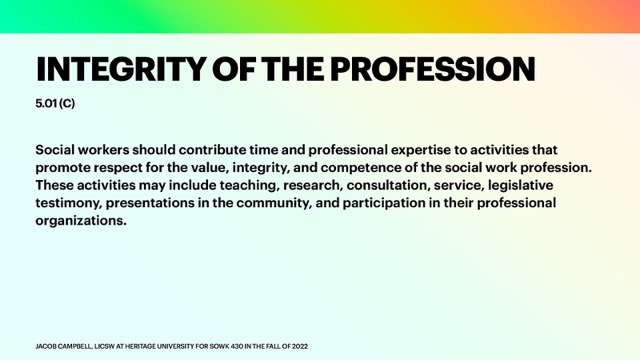 INTEGRITY OF THE PROFESSION
5.01 (C)
Social workers should contribute time and professional expertise to activities that
promote respect for the value, integrity, and competence of the social work profession.
These activities may include teaching, research, consultation, service, legislative
testimony, presentations in the community, and participation in their professional
organizations.
JACOB CAMPBELL, LICSW AT HERITAGE UNIVERSITY FOR SOWK 430 IN THE FALL OF 2022